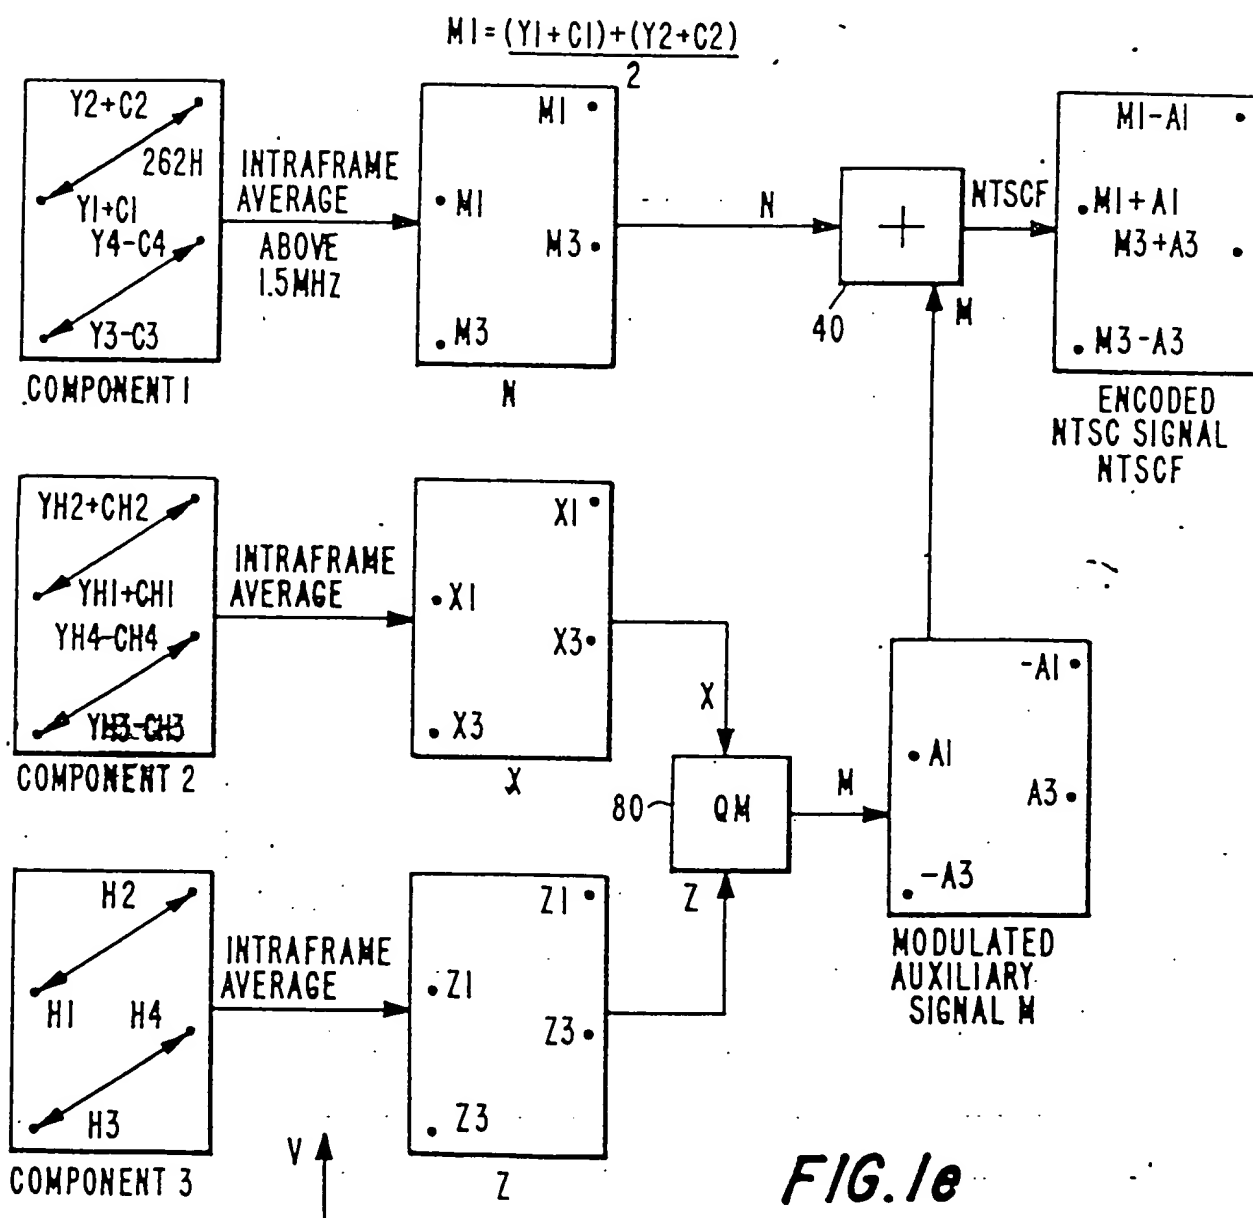 M1=(Y1+C1)+(Y2+C2)
2
Y2+C2
262H
Y1+C1
Y4-C4
Y3-C3
COMPONENT 1
INTRAFRAME
AVERAGE
ABOVE
1.5MHZ
M1
M1
M3
M3
N
N
+
40
M
NTSCF
M1-A1
M1+A1
M3+A3
M3-A3
ENCODED
NTSC SIGNAL
NTSCF
YH2+CH2
YH1+CH1
YH4-CH4
YH3-CH3
COMPONENT 2
INTRAFRAME
AVERAGE
X1
X1
X3
X3
X
X
80
QM
Z
M
-A1
A1
A3
-A3
MODULATED
AUXILIARY
SIGNAL M
H2
H1
H4
H3
COMPONENT 3
INTRAFRAME
AVERAGE
Z1
Z1
Z3
Z3
Z
V
FIG.1e